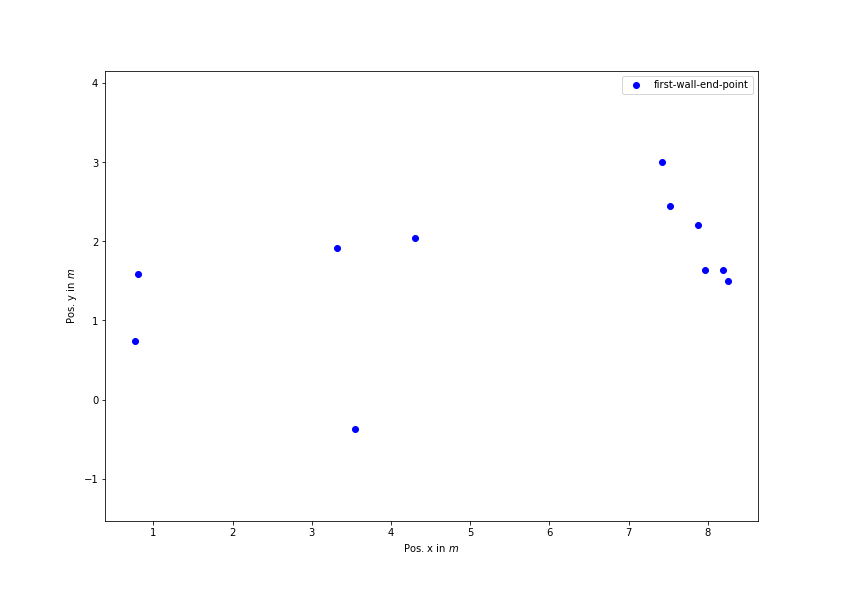 first-wall-end-point
4
3
2
1
0
−1
Pos. y in m
1 2 3 4 5 6 7 8
Pos. x in m